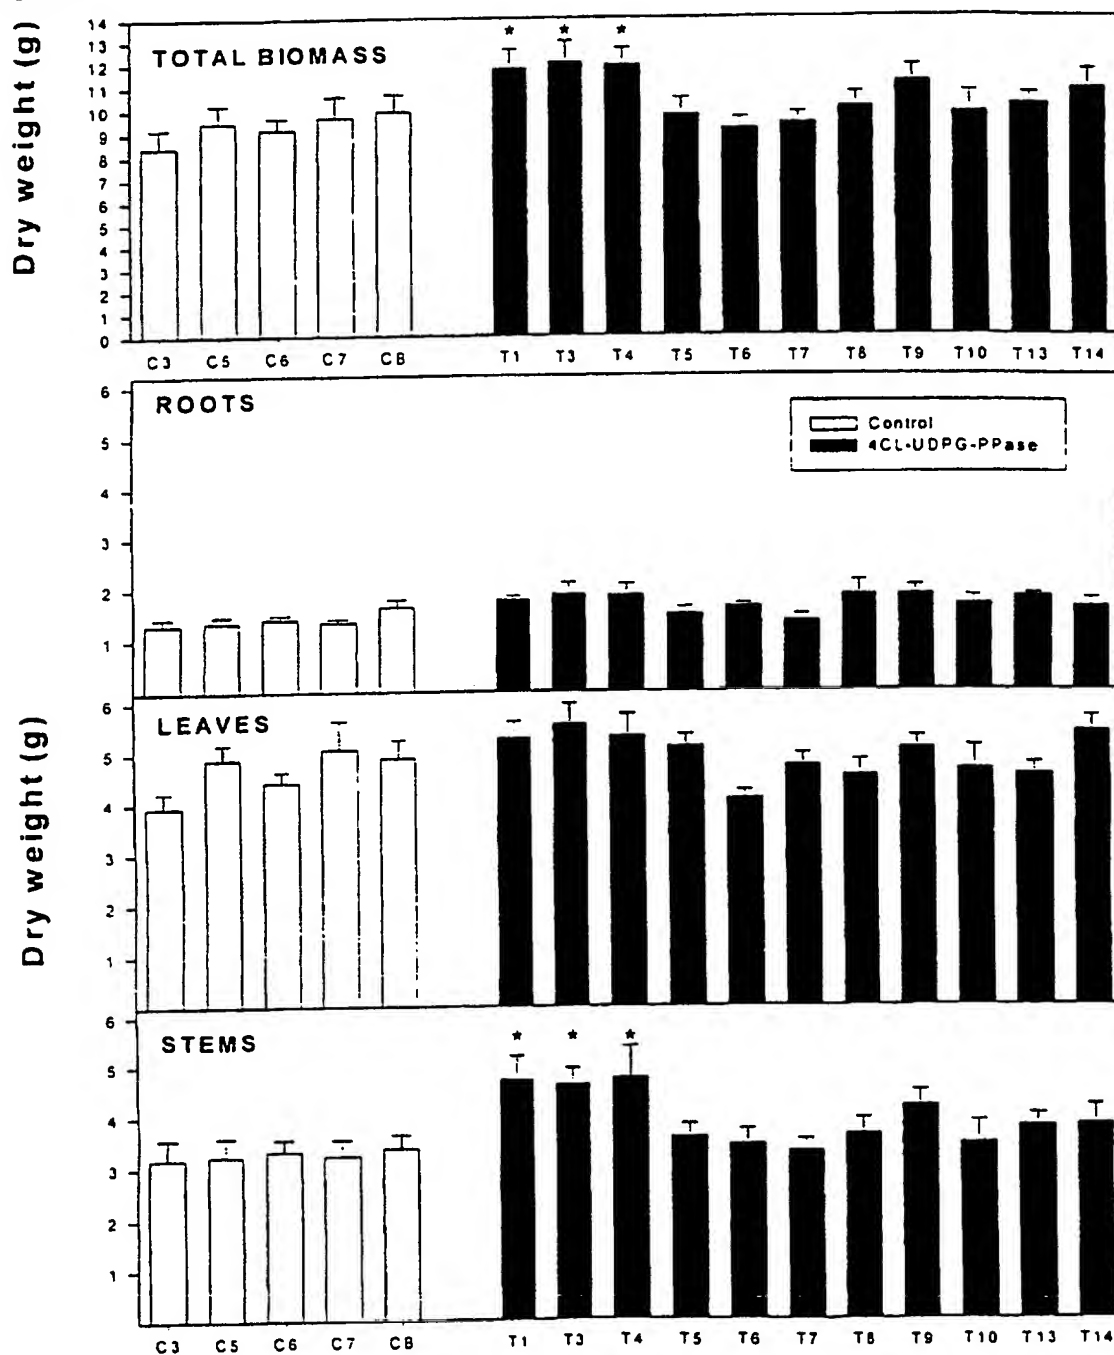 Dry weight (g)
14
13
12
11
10
9
8
7
6
5
4
3
2
1
0
TOTAL BIOMASS
* * *
C3 C5 C6 C7 C8 T1 T3 T4 T5 T6 T7 T8 T9 T10 T13 T14
ROOTS
6
5
4
3
2
1
Control
4CL-UDPG-PPase
Dry weight (g)
LEAVES
6
5
4
3
2
1
STEMS
* * *
6
5
4
3
2
1
C3 C5 C6 C7 C8 T1 T3 T4 T5 T6 T7 T8 T9 T10 T13 T14